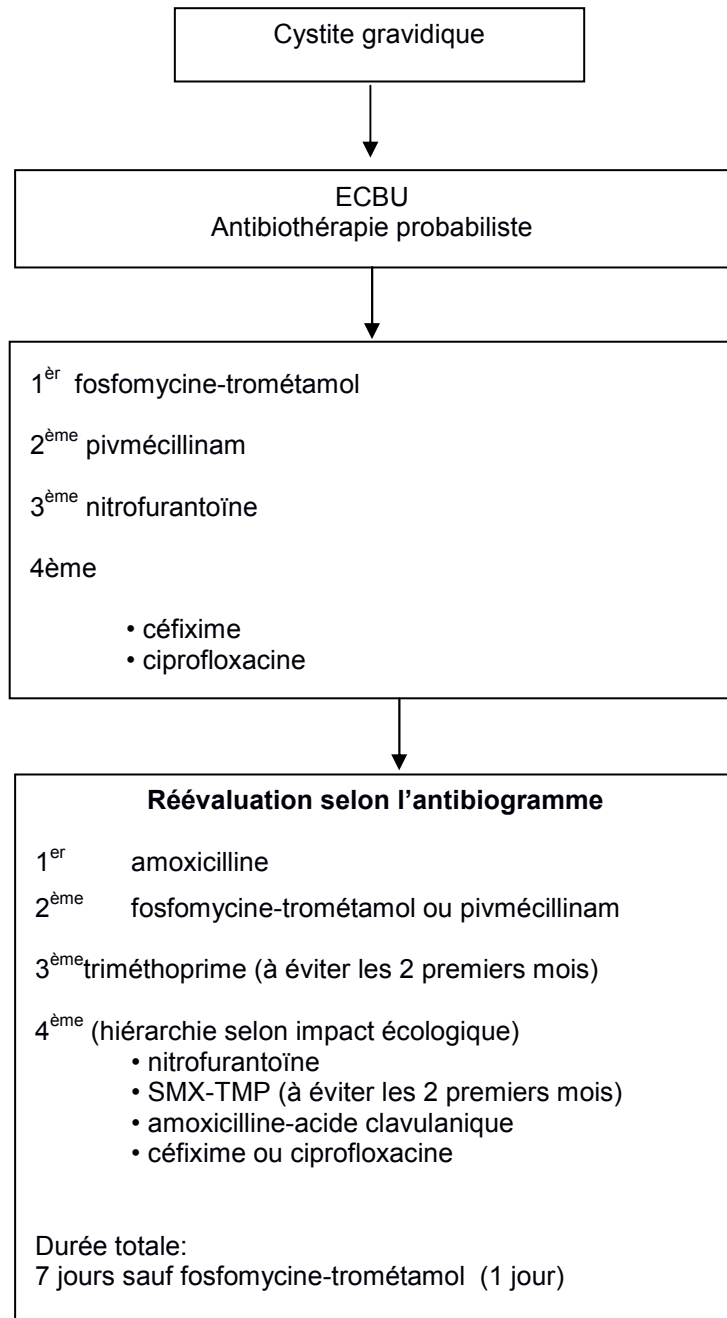 Cystite gravidique
ECBU
Antibiothérapie probabiliste
1èr fosfomycine-trométamol
2ème pivmécillinam
3ème nitrofurantoïne
4ème
• céfixime
• ciprofloxacine
Réévaluation selon l'antibiogramme
1er amoxicilline
2ème fosfomycine-trométamol ou pivmécillinam
3ème triméthoprime (à éviter les 2 premiers mois)
4ème (hiérarchie selon impact écologique)
• nitrofurantoïne
• SMX-TMP (à éviter les 2 premiers mois)
• amoxicilline-acide clavulanique
• céfixime ou ciprofloxacine
Durée totale:
7 jours sauf fosfomycine-trométamol (1 jour)